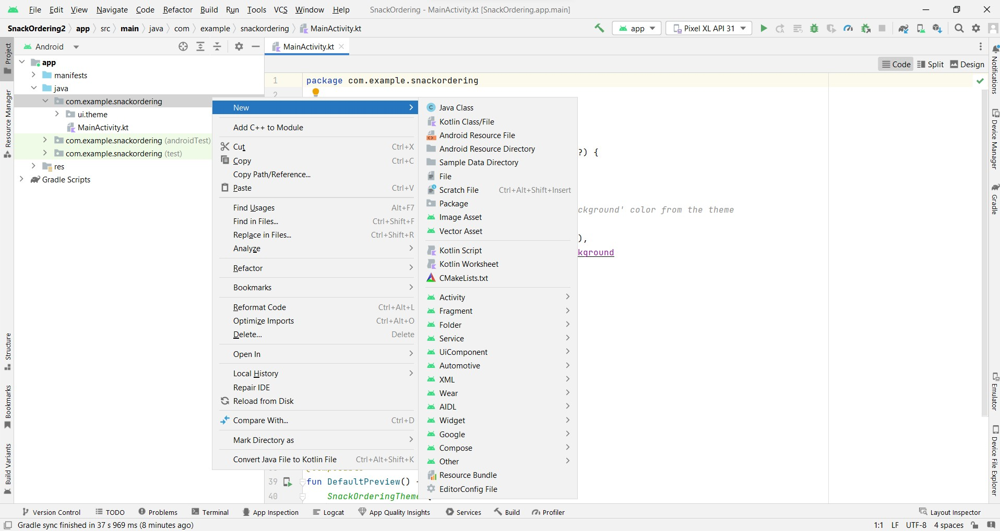 File Edit View Navigate Code Refactor Build Run Tools VCS Window Help SnackOrdering - MainActivity.kt [SnackOrdering.app.main]
SnackOrdering2 app src main java com example snackordering MainActivity.kt app Pixel XL API 31
Android MainActivity.kt
Code Split Design
Project
Resource Manager
Structure
Bookmarks
Build Variants
app
manifests
java
com.example.snackordering
ui.theme
MainActivity.kt
com.example.snackordering (androidTest)
com.example.snackordering (test)
res
Gradle Scripts
1 package com.example.snackordering
2
New
Add C++ to Module
Cut Ctrl+X
Copy Ctrl+C
Copy Path/Reference...
Paste Ctrl+V
Find Usages Alt+F7
Find in Files... Ctrl+Shift+F
Replace in Files... Ctrl+Shift+R
Analyze
Refactor
Bookmarks
Reformat Code Ctrl+Alt+L
Optimize Imports Ctrl+Alt+O
Delete... Delete
Open In
Local History
Repair IDE
Reload from Disk
Compare With... Ctrl+D
Mark Directory as
Convert Java File to Kotlin File Ctrl+Alt+Shift+K
Java Class
Kotlin Class/File
Android Resource File
Android Resource Directory
Sample Data Directory
File
Scratch File Ctrl+Alt+Shift+Insert
Package
Image Asset
Vector Asset
Kotlin Script
Kotlin Worksheet
CMakeLists.txt
Activity
Fragment
Folder
Service
UiComponent
Automotive
XML
Wear
AIDL
Widget
Google
Compose
Other
Resource Bundle
EditorConfig File
?) {
ckground' color from the theme
),
kground
39 fun DefaultPreview() {
40 SnackOrderingTheme {
Notifications
Device Manager
Gradle
Emulator
Device File Explorer
Version Control TODO Problems Terminal App Inspection Logcat App Quality Insights Services Build Profiler Layout Inspector
Gradle sync finished in 37 s 969 ms (8 minutes ago) 1:1 LF UTF-8 4 spaces